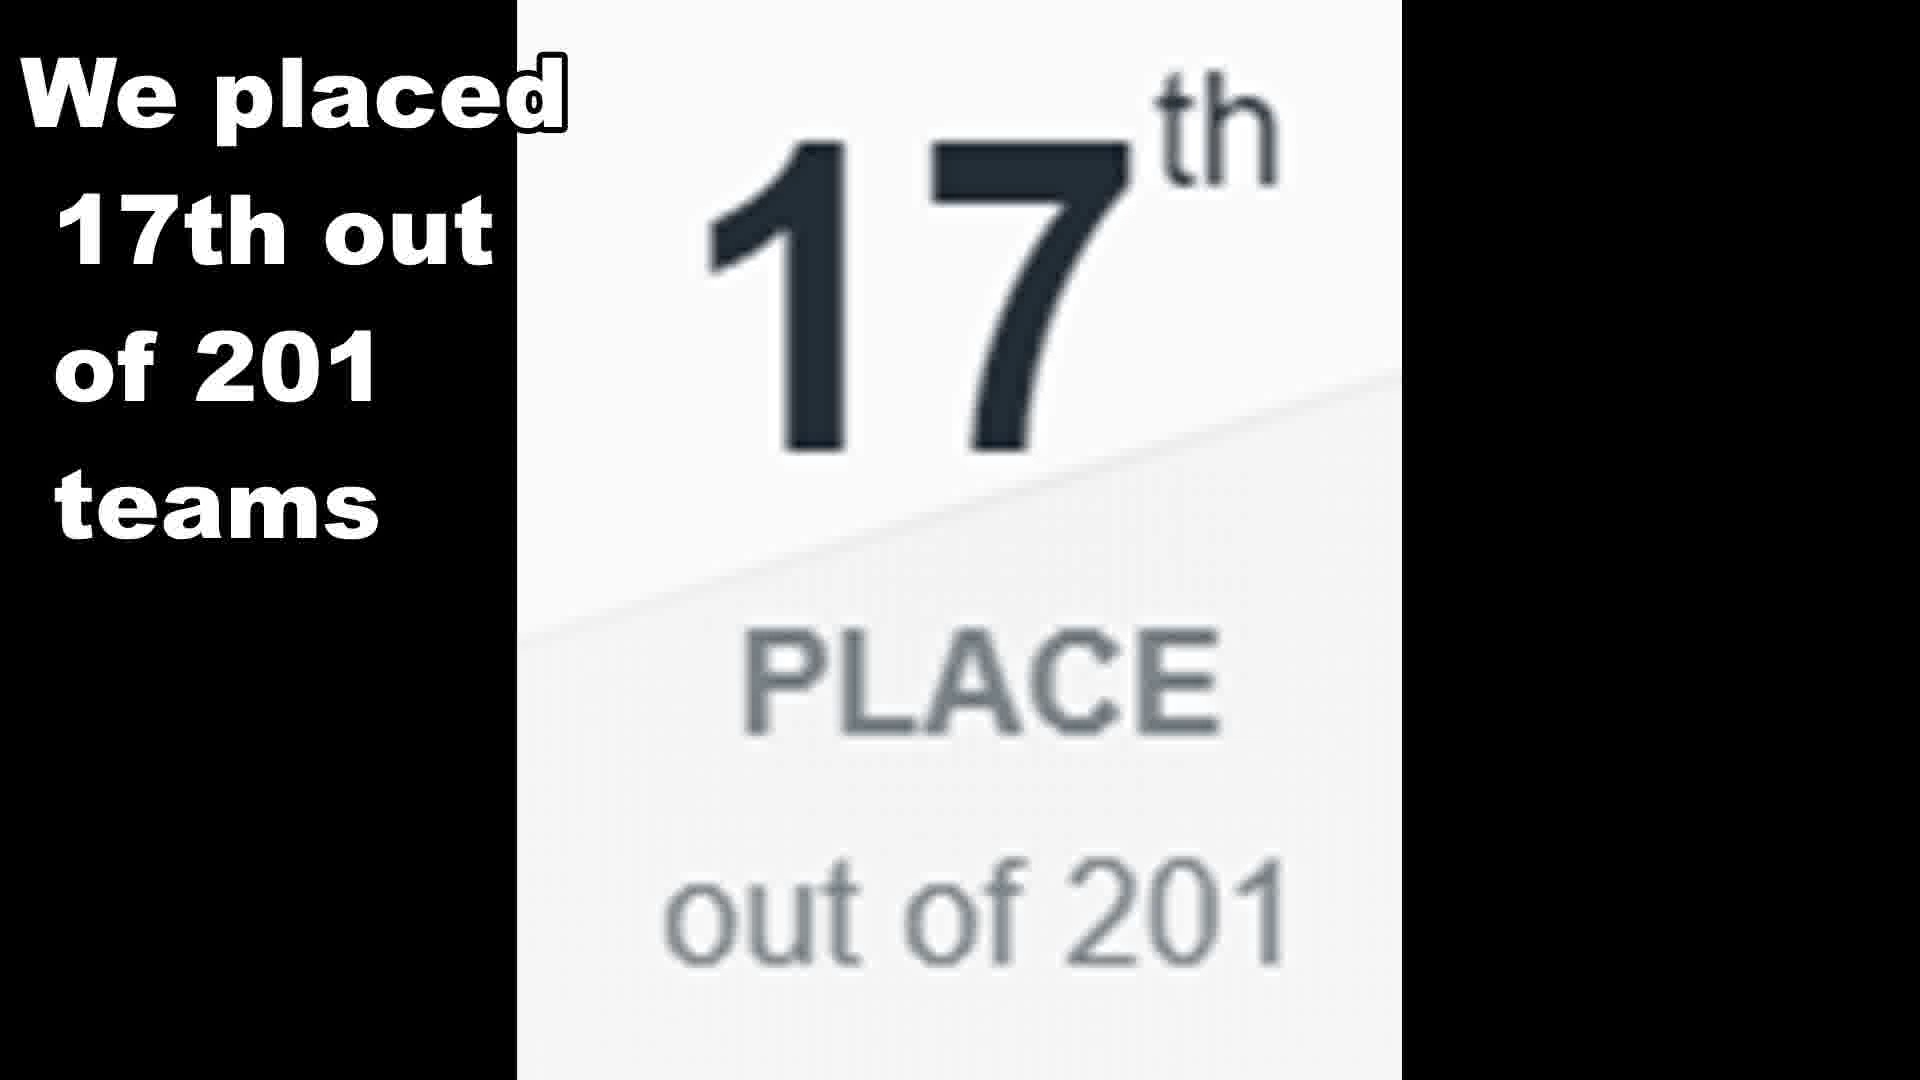 We placed
17th out
of 201
teams
17th
PLACE
out of 201